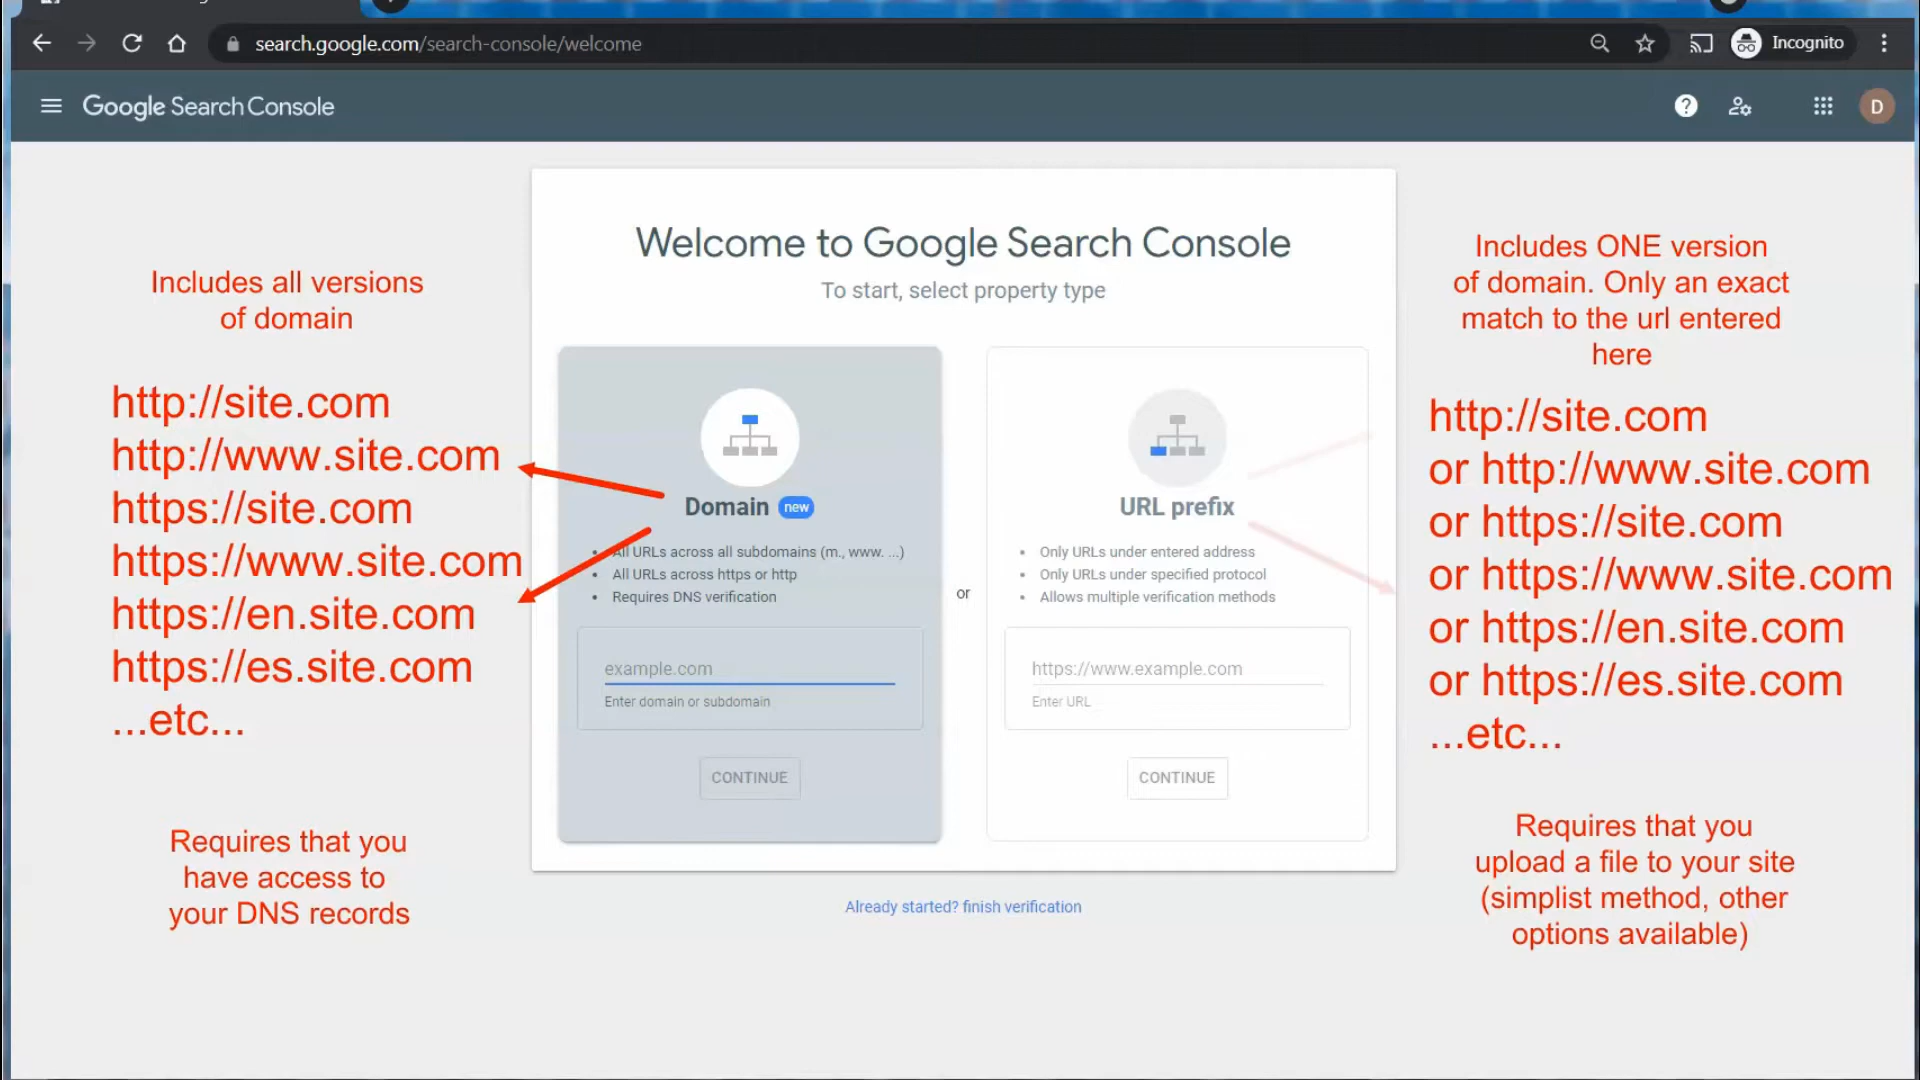 search.google.com/search-console/welcome
Incognito
Google Search Console
D
Welcome to Google Search Console
To start, select property type
Includes all versions
of domain
http://site.com
http://www.site.com
https://site.com
https://www.site.com
https://en.site.com
https://es.site.com
...etc...
Requires that you
have access to
your DNS records
Domain new
• All URLs across all subdomains (m., www. ...)
• All URLs across https or http
• Requires DNS verification
example.com
Enter domain or subdomain
CONTINUE
or
URL prefix
• Only URLs under entered address
• Only URLs under specified protocol
• Allows multiple verification methods
https://www.example.com
Enter URL
CONTINUE
Already started? finish verification
Includes ONE version
of domain. Only an exact
match to the url entered
here
http://site.com
or http://www.site.com
or https://site.com
or https://www.site.com
or https://en.site.com
or https://es.site.com
...etc...
Requires that you
upload a file to your site
(simplist method, other
options available)